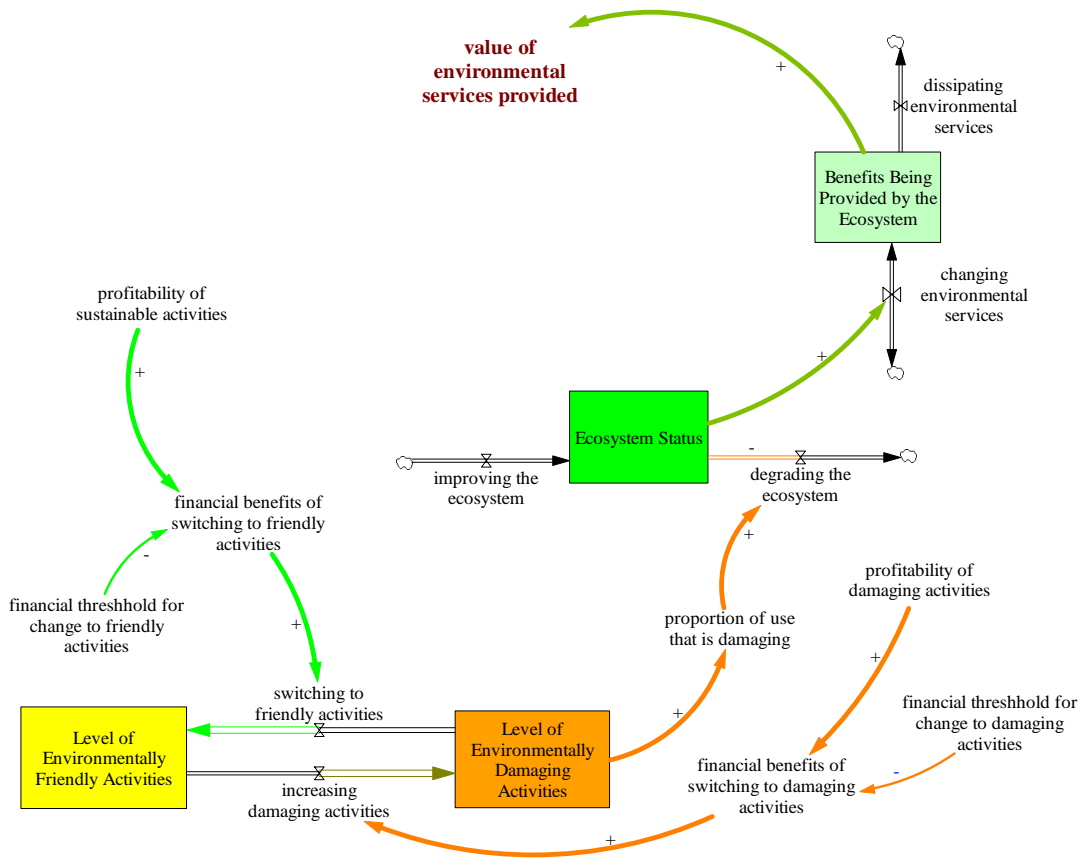 value of
environmental
services provided
+
dissipating
environmental
services
Benefits Being
Provided by the
Ecosystem
changing
environmental
services
+
profitability of
sustainable activities
+
Ecosystem Status
-
improving the
ecosystem
degrading the
ecosystem
financial benefits of
switching to friendly
activities
-
+
financial threshhold for
change to friendly
activities
+
profitability of
damaging activities
proportion of use
that is damaging
+
+
switching to
friendly activities
Level of
Environmentally
Friendly Activities
Level of
Environmentally
Damaging
Activities
increasing
damaging activities
financial threshhold for
change to damaging
activities
-
financial benefits of
switching to damaging
activities
+